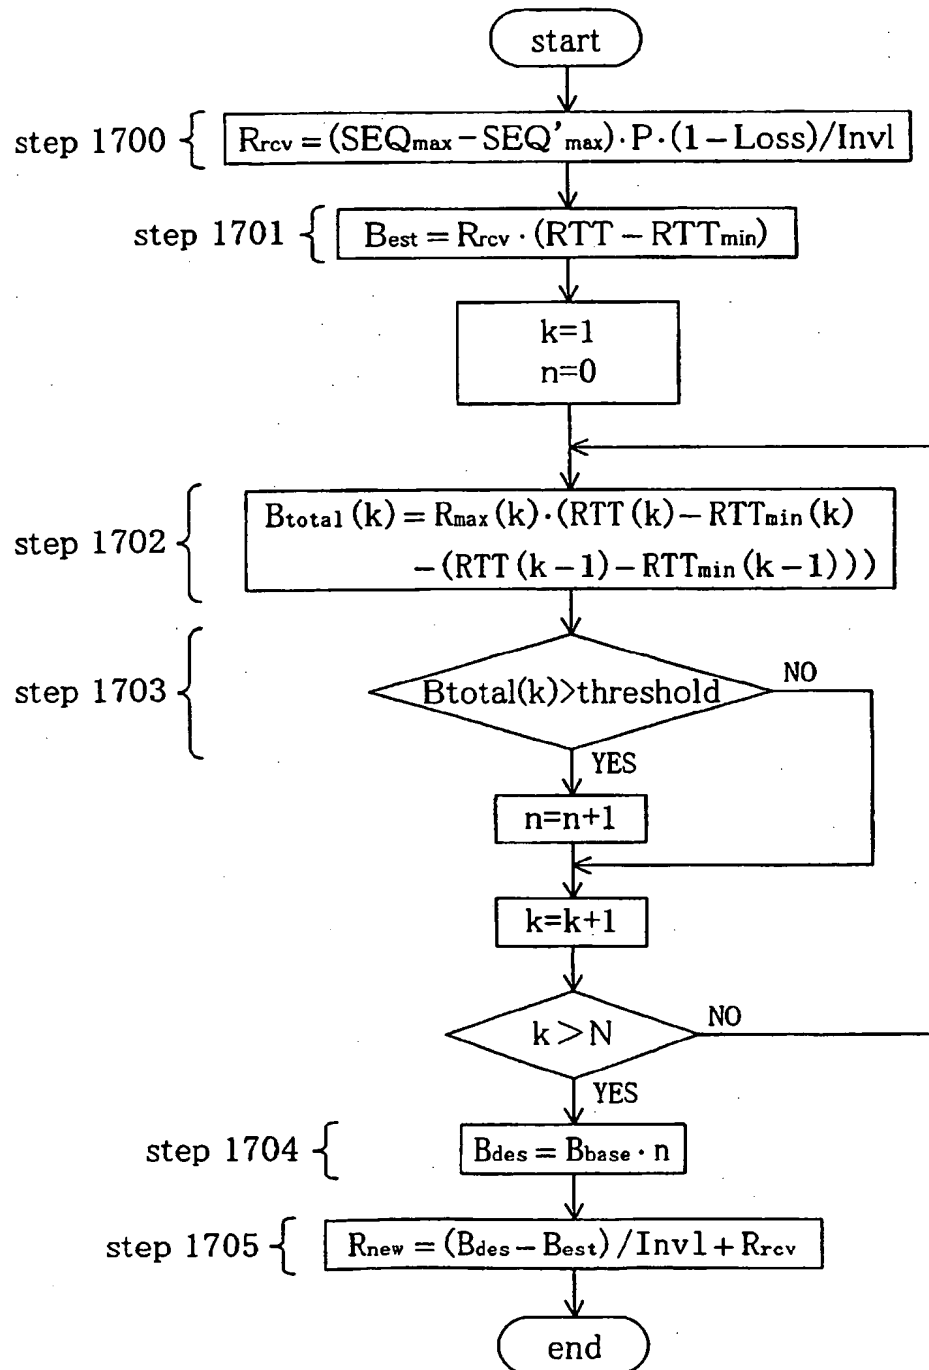 start
step 1700 { Rrcv = (SEQmax − SEQ'max) · P · (1 − Loss) / Invl
step 1701 { Best = Rrcv · (RTT − RTTmin)
k=1
n=0
Btotal (k) = Rmax (k) · (RTT (k) − RTTmin (k)
step 1702 {
− (RTT (k − 1) − RTTmin (k − 1)))
step 1703 { Btotal(k)>threshold
NO
YES
n=n+1
k=k+1
k > N
NO
YES
step 1704 { Bdes = Bbase · n
step 1705 { Rnew = (Bdes − Best) / Invl + Rrcv
end